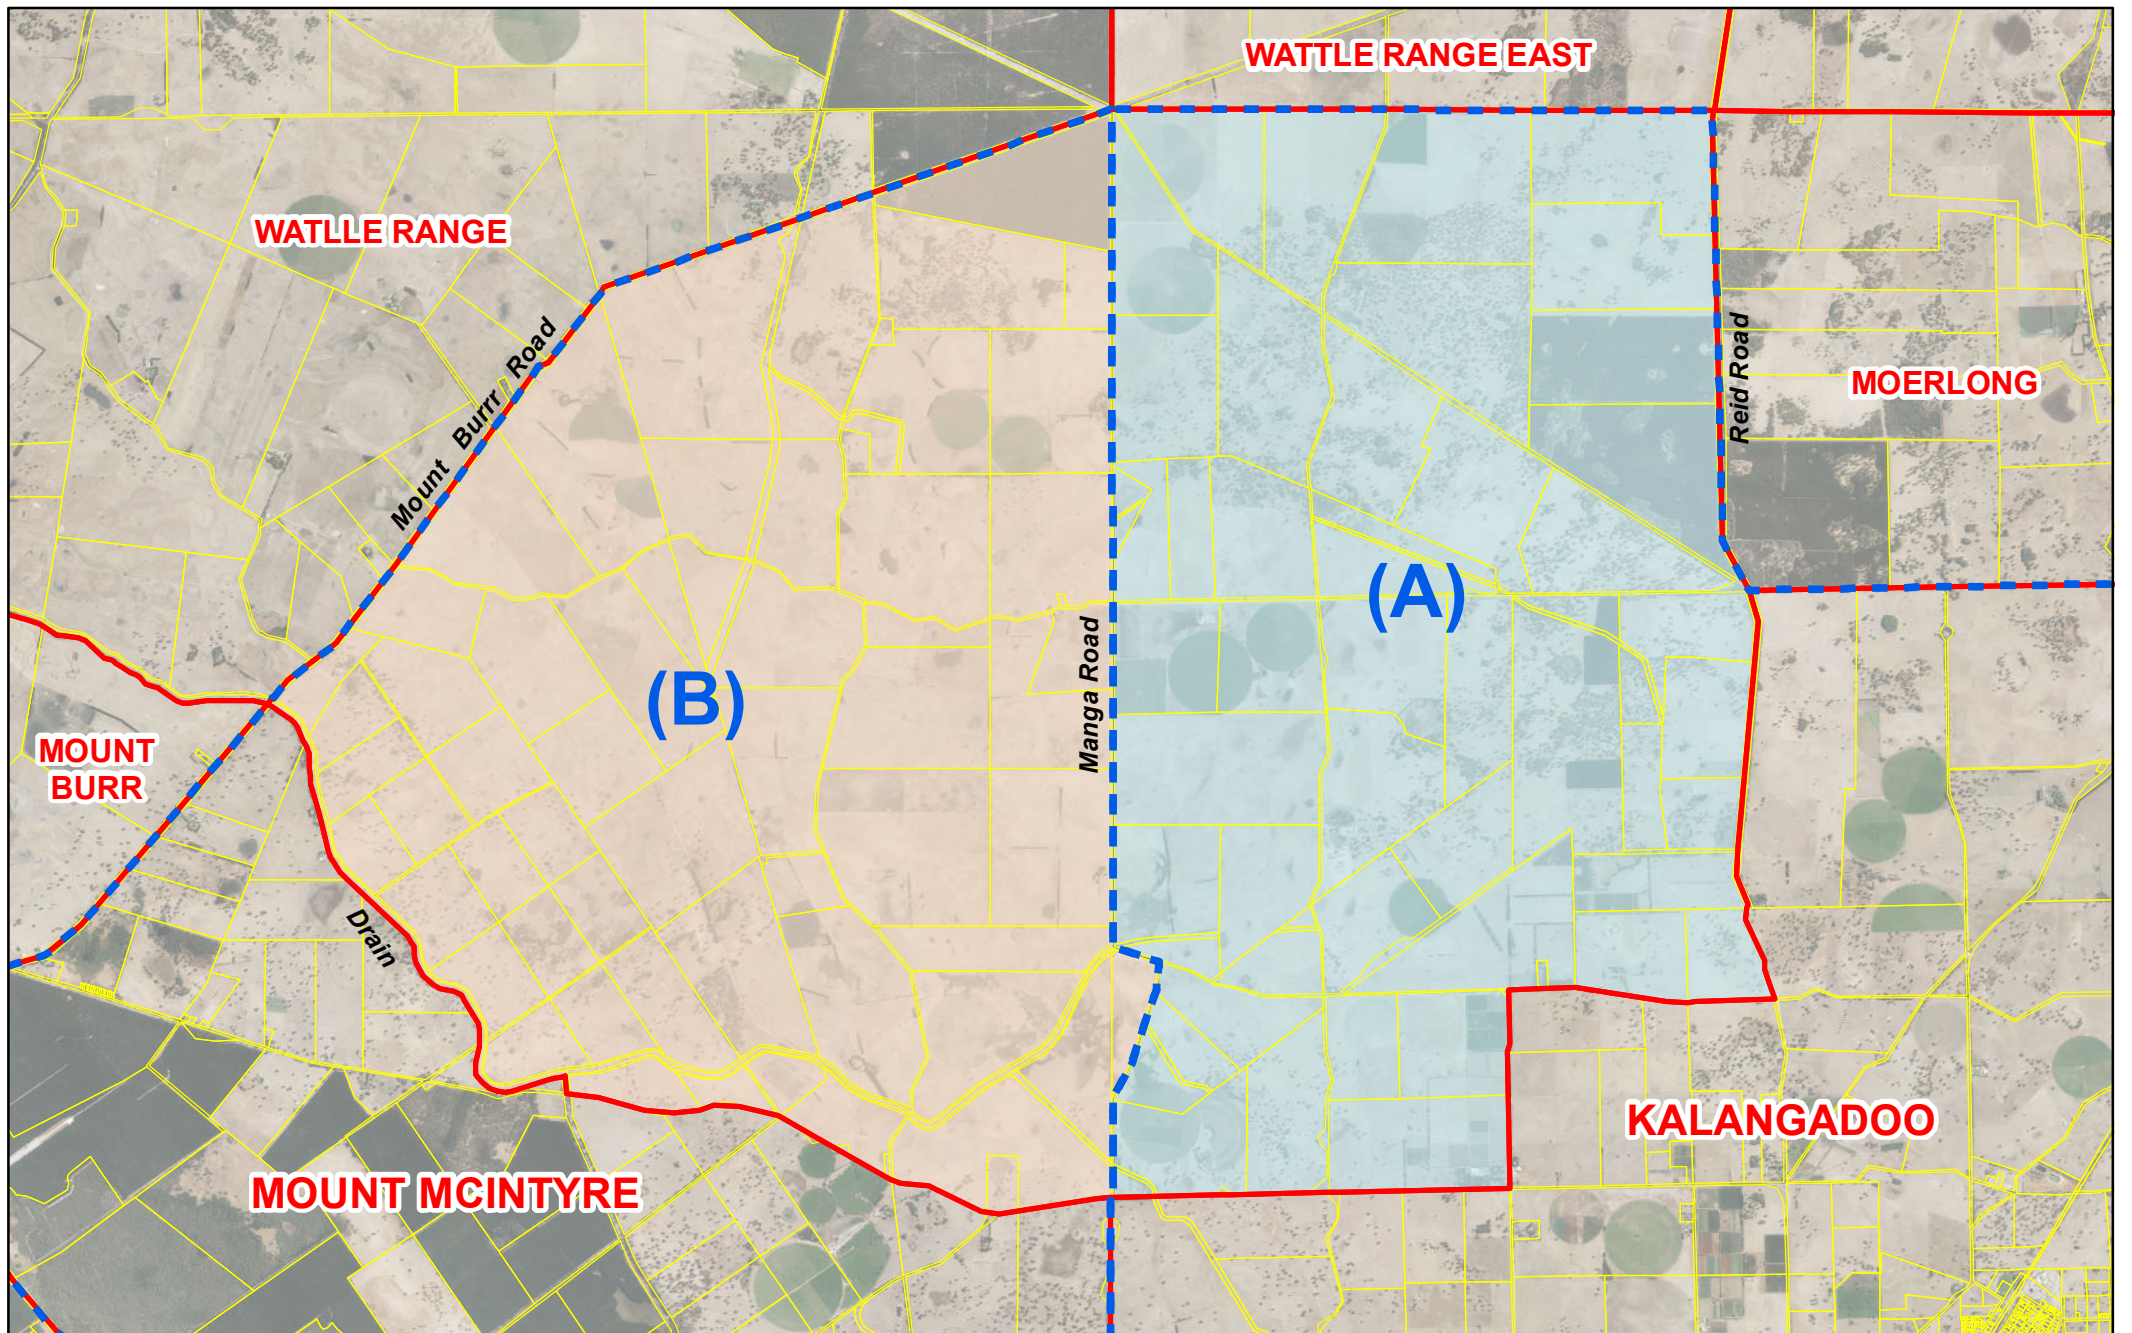 WATTLE RANGE EAST
WATLLE RANGE
Mount Burrr Road
Reid Road
MOERLONG
(A)
(B)
Manga Road
MOUNT
BURR
Drain
KALANGADOO
MOUNT MCINTYRE